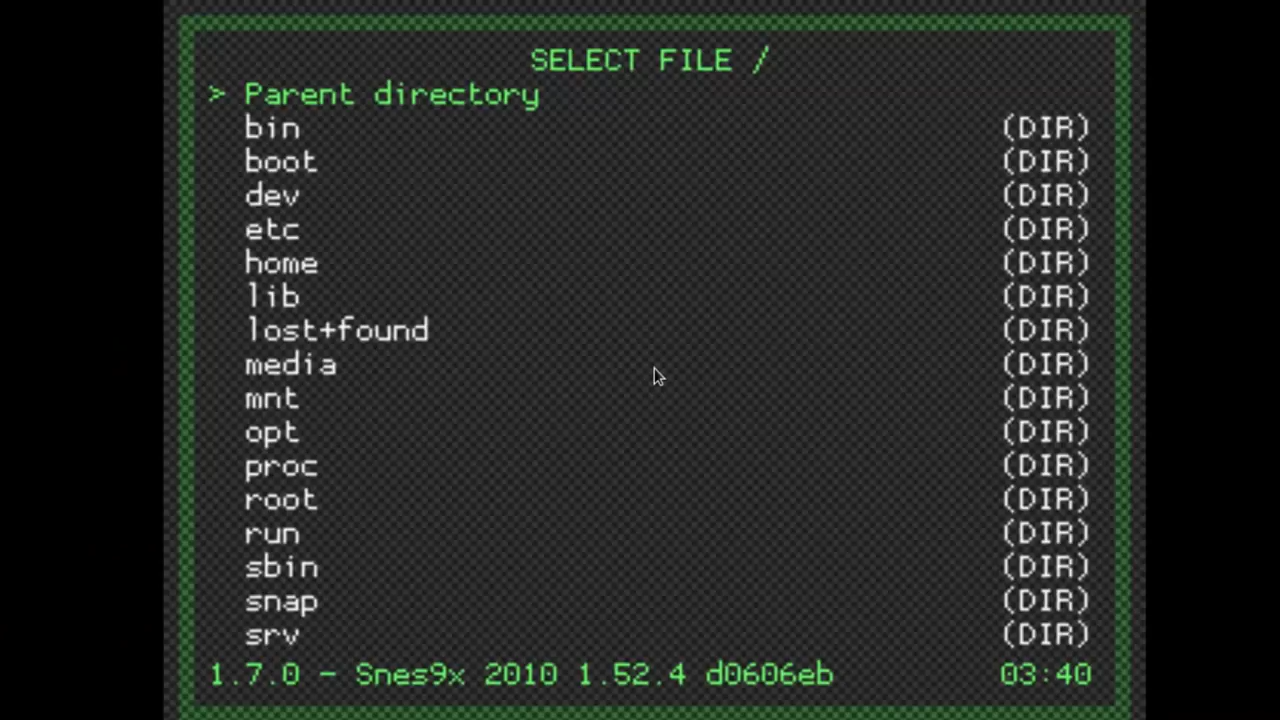 SELECT FILE /
> Parent directory
bin (DIR)
boot (DIR)
dev (DIR)
etc (DIR)
home (DIR)
lib (DIR)
lost+found (DIR)
media (DIR)
mnt (DIR)
opt (DIR)
proc (DIR)
root (DIR)
run (DIR)
sbin (DIR)
snap (DIR)
srv (DIR)
1.7.0 - Snes9x 2010 1.52.4 d0606eb 03:40